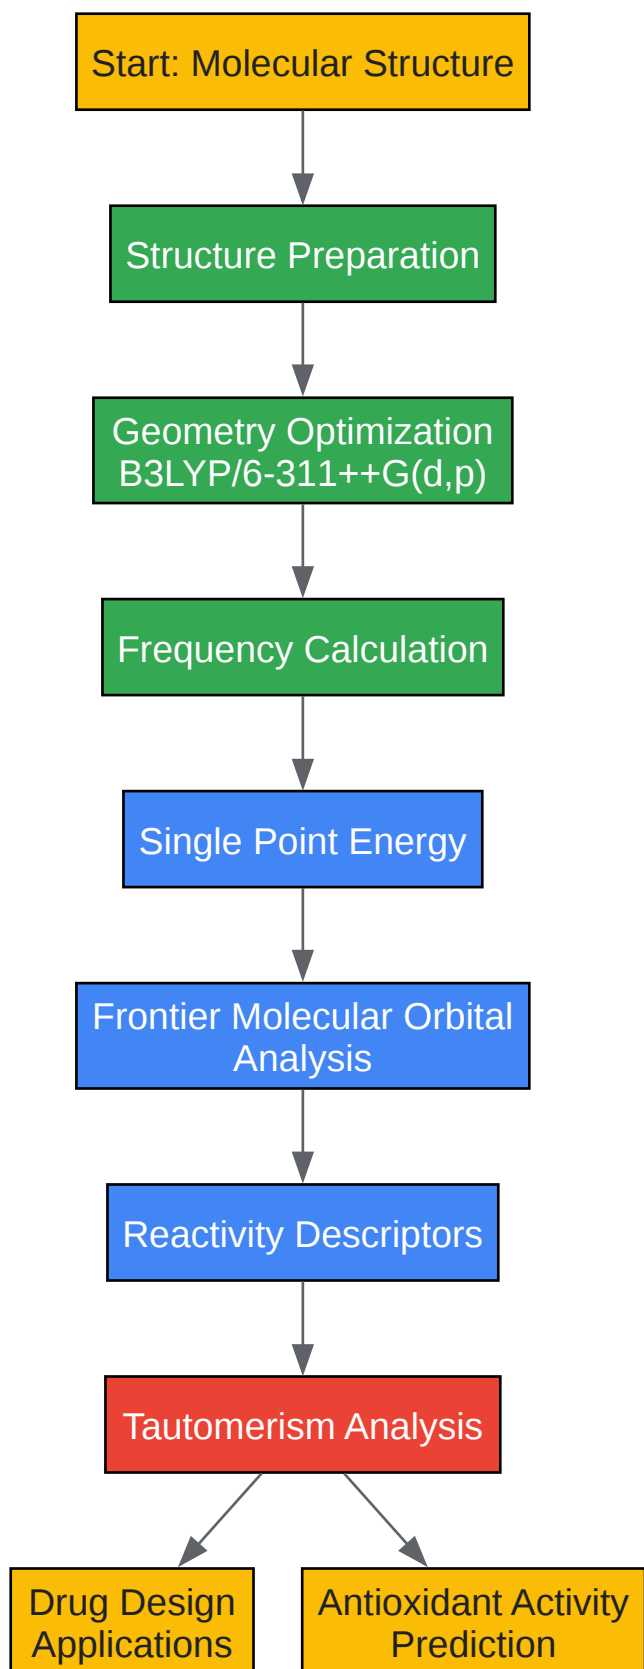 Start: Molecular Structure
Structure Preparation
Geometry Optimization
B3LYP/6-311++G(d,p)
Frequency Calculation
Single Point Energy
Frontier Molecular Orbital
Analysis
Reactivity Descriptors
Tautomerism Analysis
Drug Design
Applications
Antioxidant Activity
Prediction